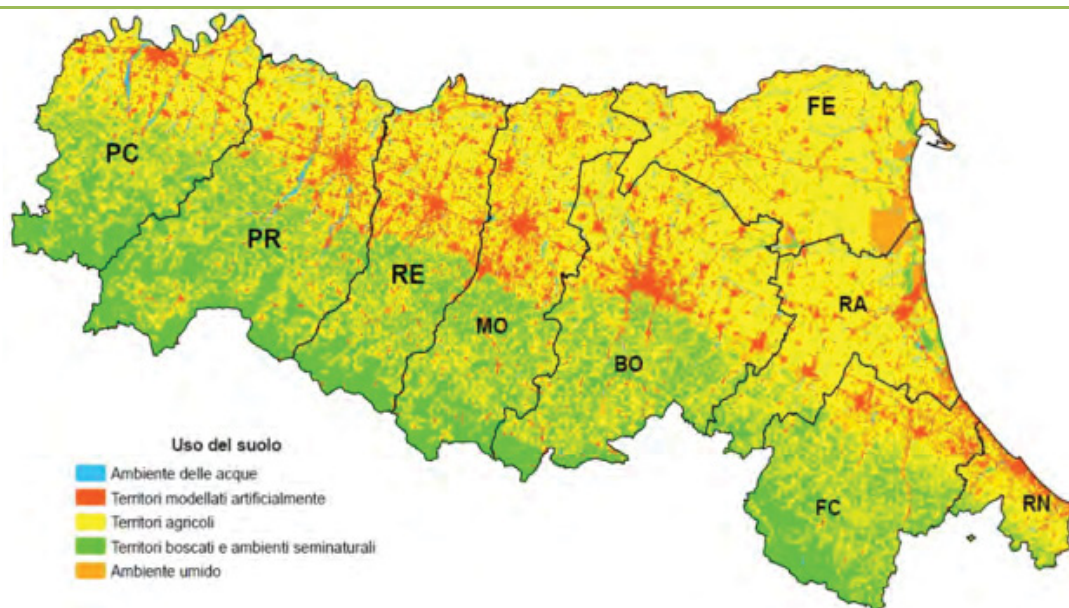 FE
PC
PR
RE
RA
MO
BO
FC
RN
Uso del suolo
Ambiente delle acque
Territori modellati artificialmente
Territori agricoli
Territori boscati e ambienti seminaturali
Ambiente umido